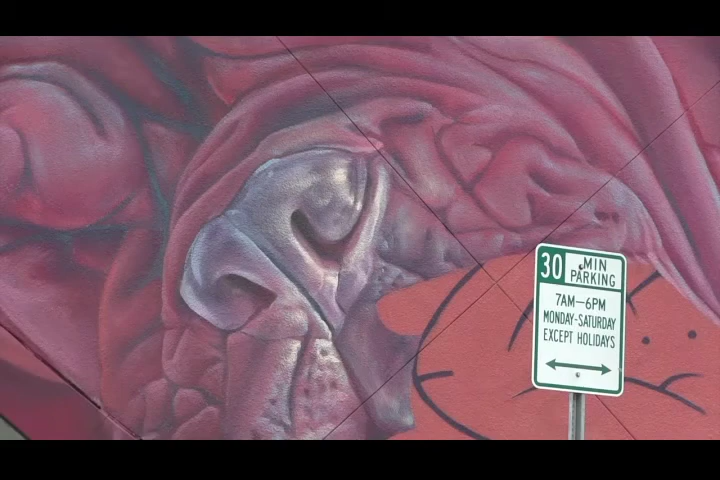 30 MIN
PARKING
7AM—6PM
MONDAY-SATURDAY
EXCEPT HOLIDAYS